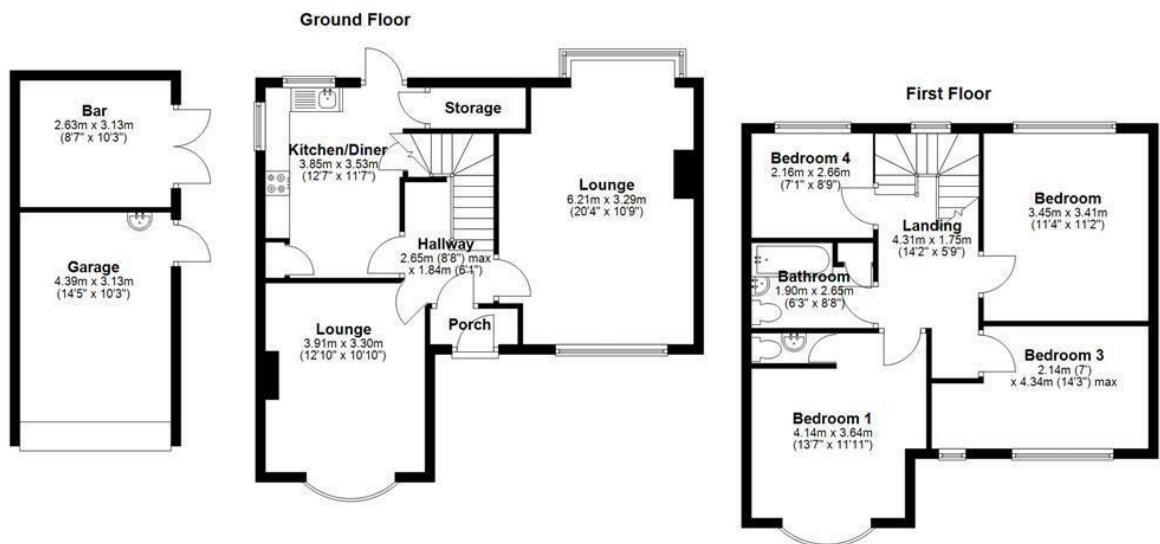 Ground Floor
Bar
2.63m x 3.13m
(8'7" x 10'3")
Garage
4.39m x 3.13m
(14'5" x 10'3")
Storage
Kitchen/Diner
3.85m x 3.53m
(12'7" x 11'7")
Lounge
6.21m x 3.29m
(20'4" x 10'9")
Hallway
2.65m (8'8") max
x 1.84m (6'1")
Porch
Lounge
3.91m x 3.30m
(12'10" x 10'10")
First Floor
Bedroom 4
2.16m x 2.66m
(7'1" x 8'9")
Bedroom
3.45m x 3.41m
(11'4" x 11'2")
Landing
4.31m x 1.75m
(14'2" x 5'9")
Bathroom
1.90m x 2.65m
(6'3" x 8'8")
Bedroom 3
2.14m (7')
x 4.34m (14'3") max
Bedroom 1
4.14m x 3.64m
(13'7" x 11'11")